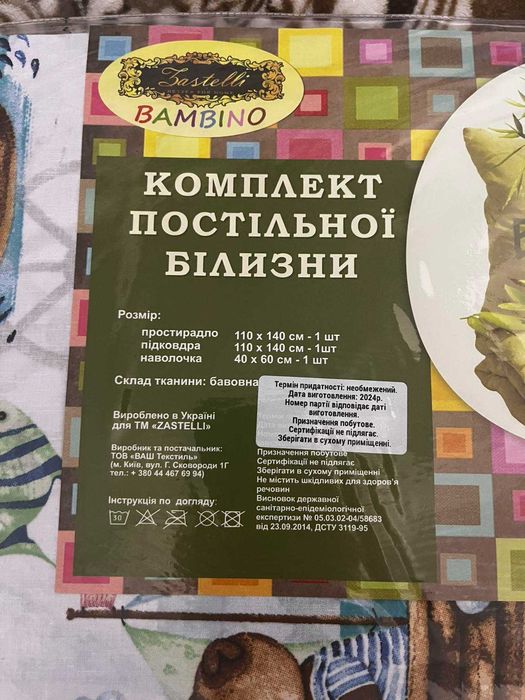 Zastelli
BETTER FOR HOME
BAMBINO
КОМПЛЕКТ
ПОСТІЛЬНОЇ
БІЛИЗНИ
Розмір:
простирадло 110 х 140 см - 1 шт
підковдра 110 х 140 см - 1шт
наволочка 40 х 60 см - 1 шт
Склад тканини: бавовна
Термін придатності: необмежений.
Дата виготовлення: 2024р.
Номер партії відповідає даті
виготовлення.
Призначення побутове.
Сертифікації не підлягає.
Зберігати в сухому приміщенні
Вироблено в Україні
для ТМ «ZASTELLI»
Виробник та постачальник:
ТОВ «ВАШ Текстиль»
(м. Київ, вул. Г. Сковороди 1Г
тел.: + 380 44 467 69 94)
Інструкція по догляду:
30
Призначення побутове
Сертифікації не підлягає
Зберігати в сухому приміщенні
Не містить шкідливих для здоров'я
речовин
Висновок державної
санітарно-епідеміологічної
експертизи № 05.03.02-04/58683
від 23.09.2014, ДСТУ 3119-95